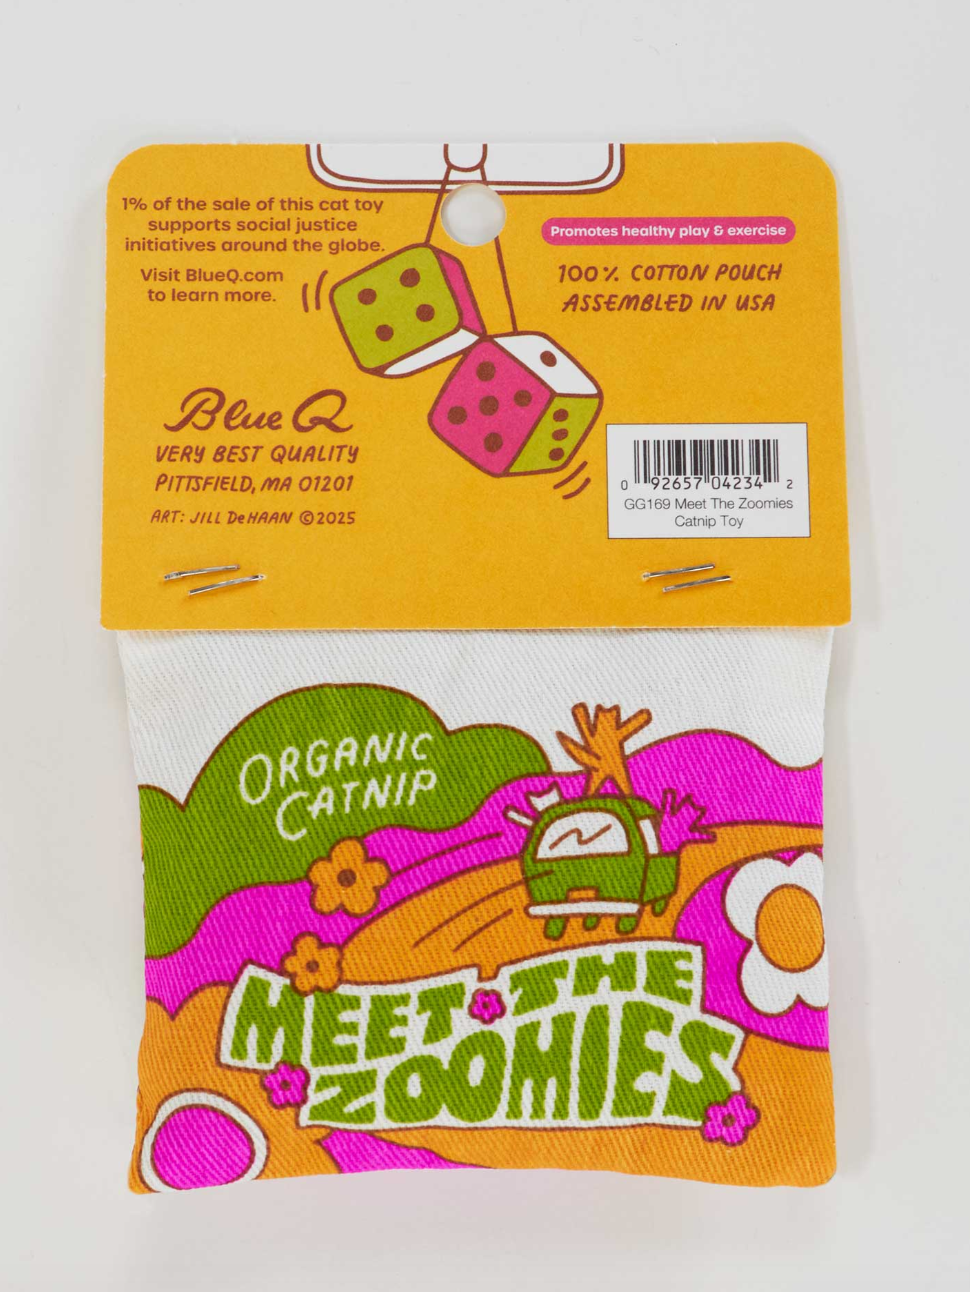 1% of the sale of this cat toy
supports social justice
initiatives around the globe.
Visit BlueQ.com
to learn more.
Promotes healthy play & exercise
100% COTTON POUCH
ASSEMBLED IN USA
Blue Q
VERY BEST QUALITY
PITTSFIELD, MA 01201
ART: JILL DeHAAN ©2025
0 92657 04234 2
GG169 Meet The Zoomies
Catnip Toy
ORGANIC
CATNIP
MEET THE
ZOOMIES